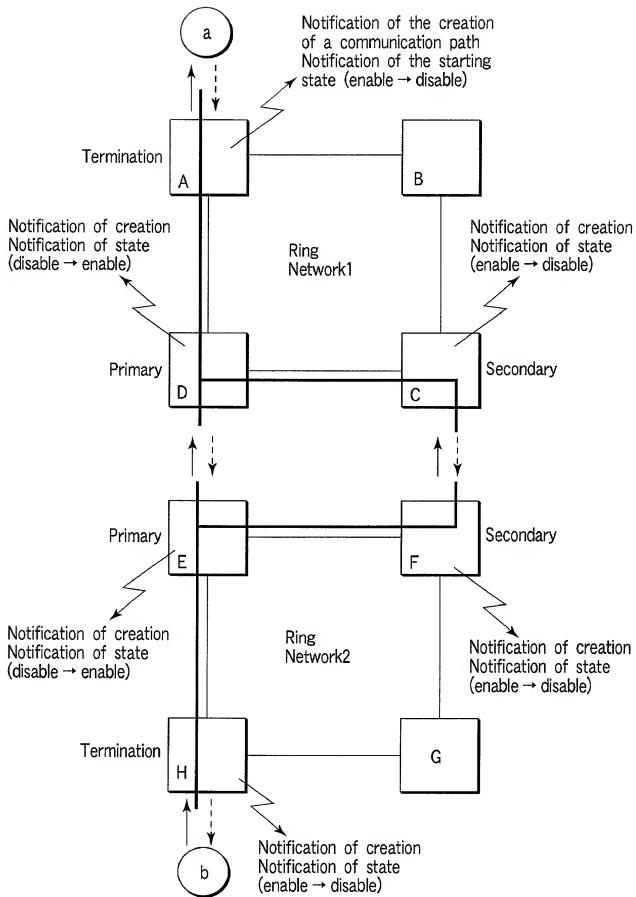 a
Notification of the creation
of a communication path
Notification of the starting
state (enable → disable)
Termination
A
B
Notification of creation
Notification of state
(disable → enable)
Ring
Network1
Notification of creation
Notification of state
(enable → disable)
Primary
D
C
Secondary
Primary
E
F
Secondary
Notification of creation
Notification of state
(disable → enable)
Ring
Network2
Notification of creation
Notification of state
(enable → disable)
Termination
H
G
Notification of creation
Notification of state
(enable → disable)
b